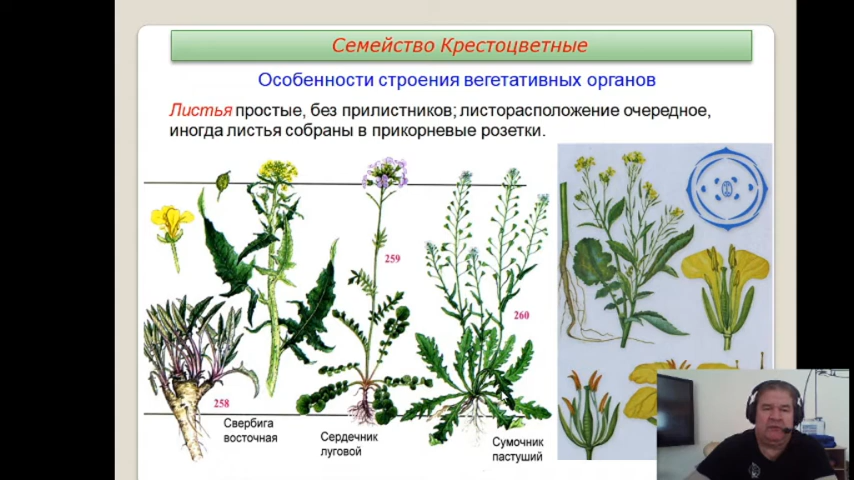 Семейство Крестоцветные
Особенности строения вегетативных органов
Листья простые, без прилистников; листорасположение очередное,
иногда листья собраны в прикорневые розетки.
259
260
258
Свербига
восточная
Сердечник
луговой
Сумочник
пастуший